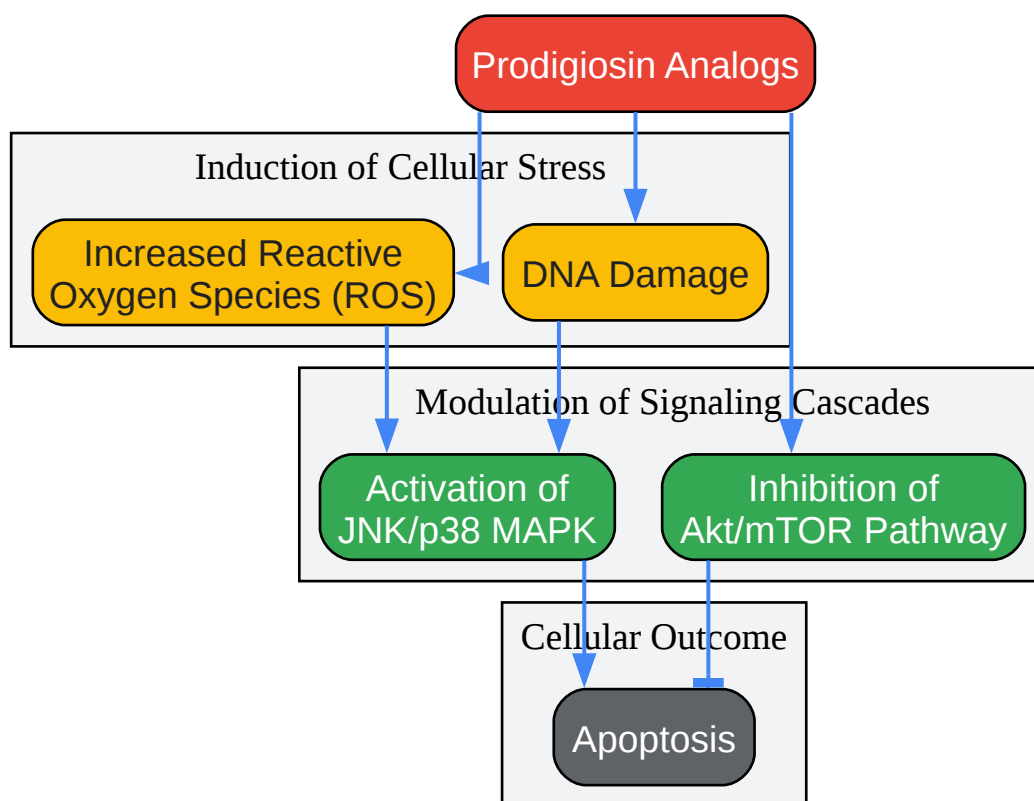 Prodigiosin Analogs
Induction of Cellular Stress
Increased Reactive
Oxygen Species (ROS)
DNA Damage
Modulation of Signaling Cascades
Activation of
JNK/p38 MAPK
Inhibition of
Akt/mTOR Pathway
Cellular Outcome
Apoptosis